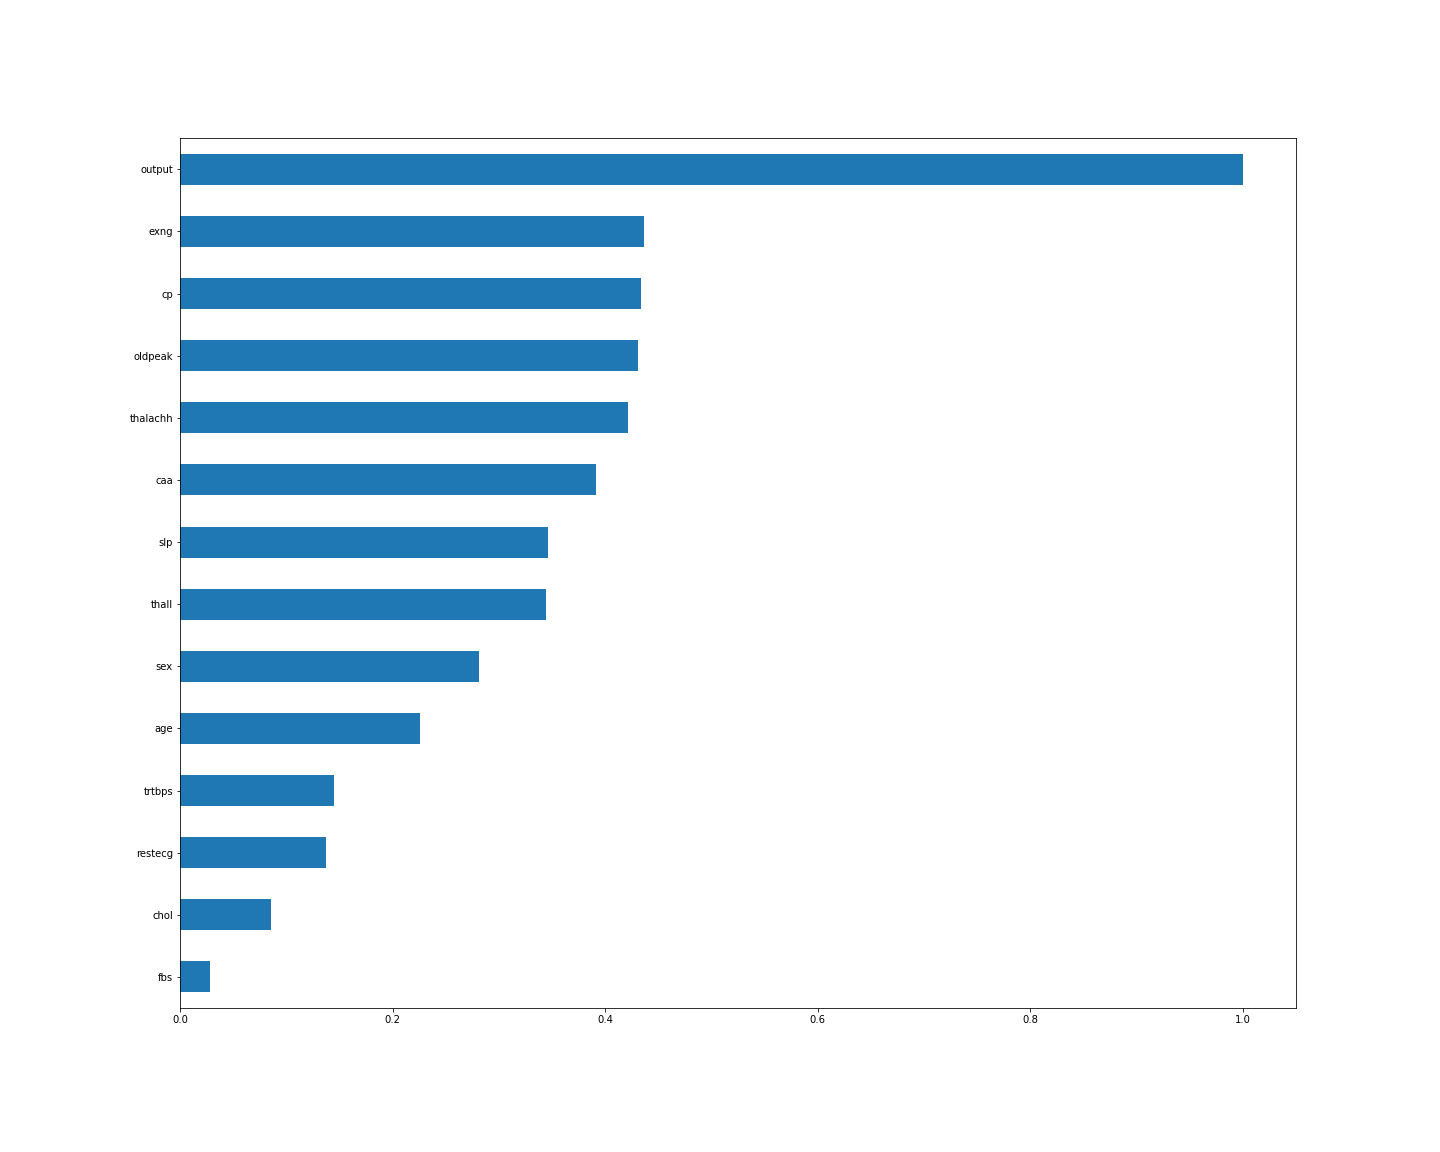 output
exng
cp
oldpeak
thalachh
caa
slp
thall
sex
age
trtbps
restecg
chol
fbs
0.0 0.2 0.4 0.6 0.8 1.0